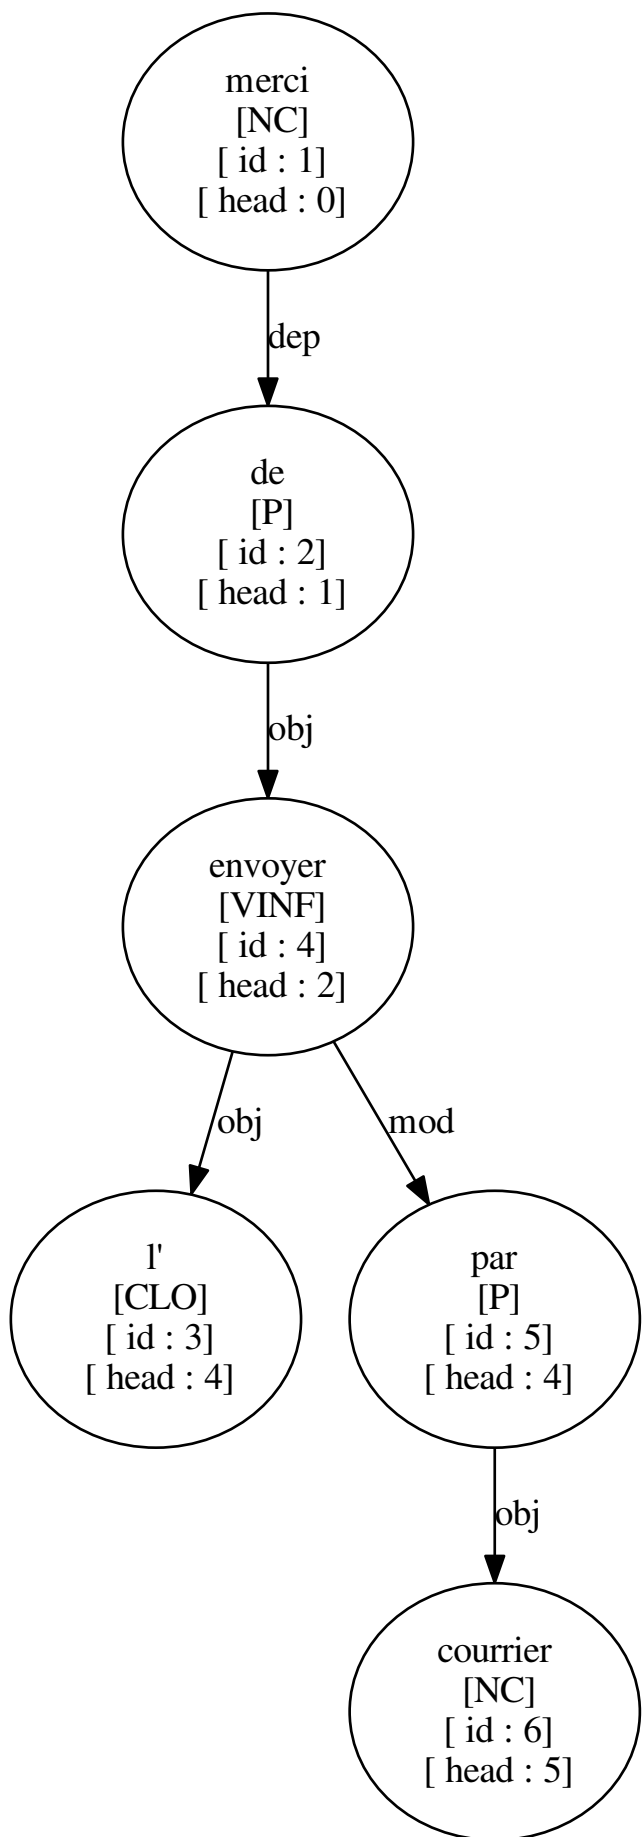 merci
[NC]
[ id : 1]
[ head : 0]
dep
de
[P]
[ id : 2]
[ head : 1]
obj
envoyer
[VINF]
[ id : 4]
[ head : 2]
obj
mod
l'
[CLO]
[ id : 3]
[ head : 4]
par
[P]
[ id : 5]
[ head : 4]
obj
courrier
[NC]
[ id : 6]
[ head : 5]